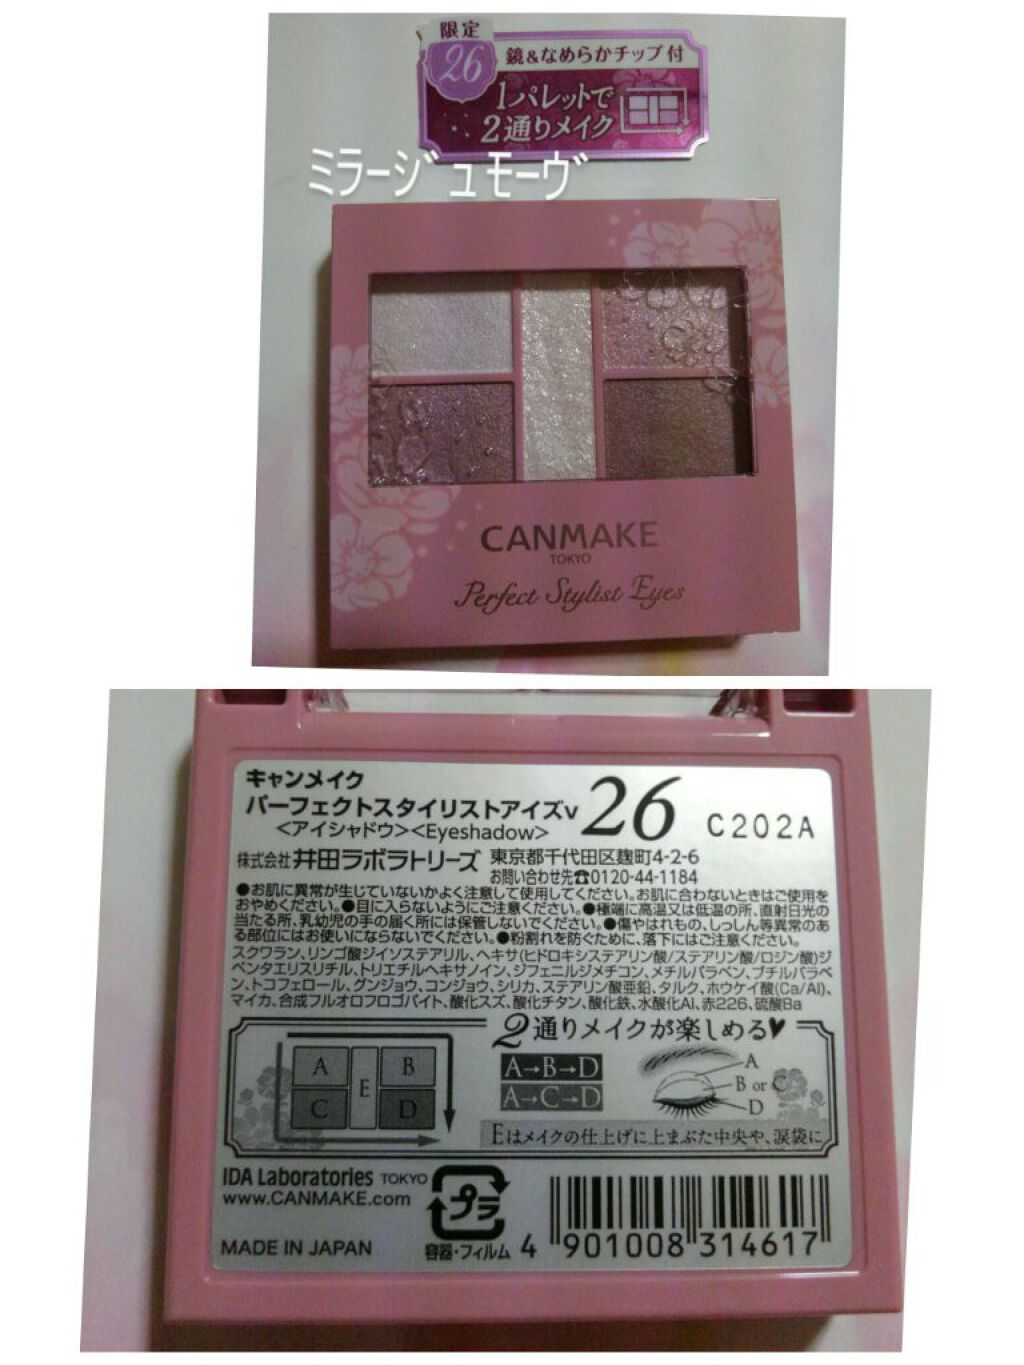 限定
26
鏡&なめらかチップ付
1パレットで
2通りメイク
ミラージュモーヴ
CANMAKE
TOKYO
Perfect Stylist Eyes
キャンメイク
パーフェクトスタイリストアイズv
<アイシャドウ><Eyeshadow>
26
C202A
株式会社 井田ラボラトリーズ 東京都千代田区麹町4-2-6
お問い合わせ先☎0120-44-1184
●お肌に異常が生じていないかよく注意して使用してください。お肌に合わないときはご使用を
おやめください。●目に入らないようにご注意ください。●極端に高温又は低温の所、直射日光の
当たる所、乳幼児の手の届く所には保管しないでください。●傷やはれもの、しっしん等異常のあ
る部位にはお使いにならないでください。●粉割れを防ぐために、落下にはご注意ください。
スクワラン、リンゴ酸ジイソステアリル、ヘキサ(ヒドロキシステアリン酸/ステアリン酸/ロジン酸)ジ
ペンタエリスリチル、トリエチルヘキサノイン、ジフェニルジメチコン、メチルパラベン、ブチルパラベ
ン、トコフェロール、グンジョウ、コンジョウ、シリカ、ステアリン酸亜鉛、タルク、ホウケイ酸(Ca/Al)、
マイカ、合成フルオロフロゴパイト、酸化スズ、酸化チタン、酸化鉄、水酸化Al、赤226、硫酸Ba
2通りメイクが楽しめる♥
A B
E
C D
A→B→D
A→C→D
A
B or C
D
Eはメイクの仕上げに上まぶた中央や、涙袋に
IDA Laboratories TOKYO
www.CANMAKE.com
MADE IN JAPAN
プラ
容器・フィルム
4 901008 314617